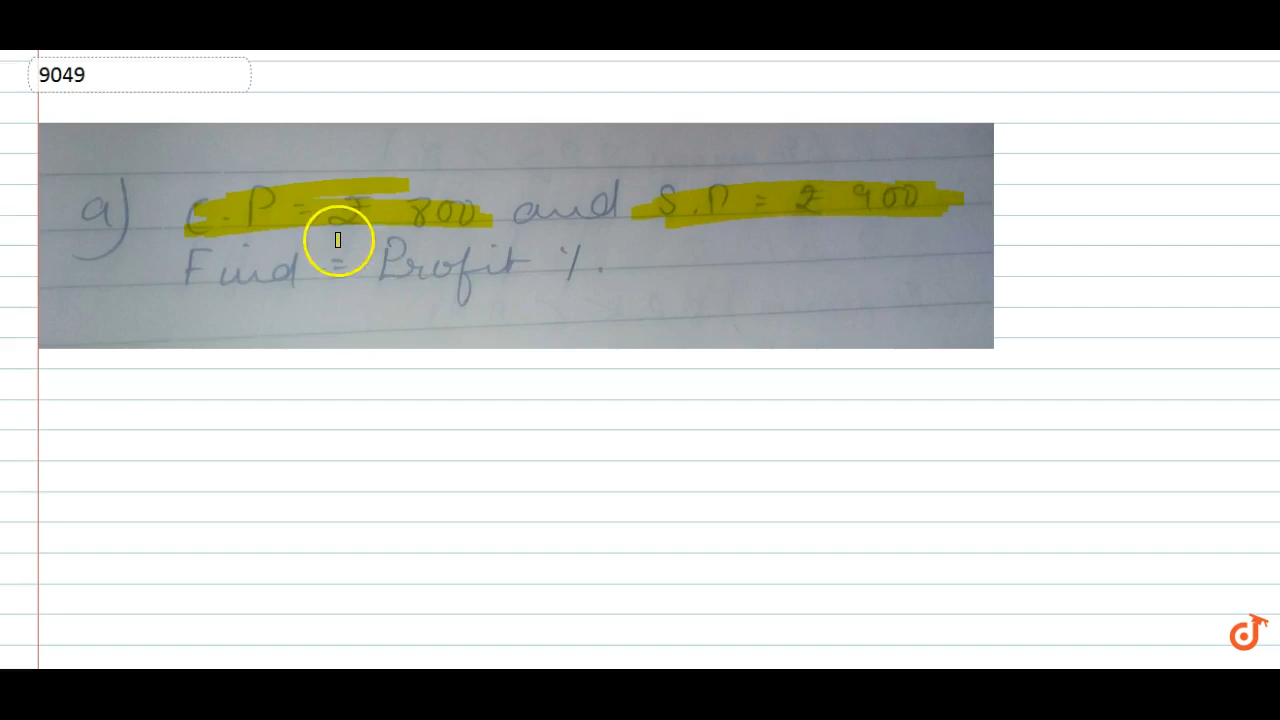 9049
a) C.P = ₹ 800 and S.P = ₹ 900
Find = Profit %.